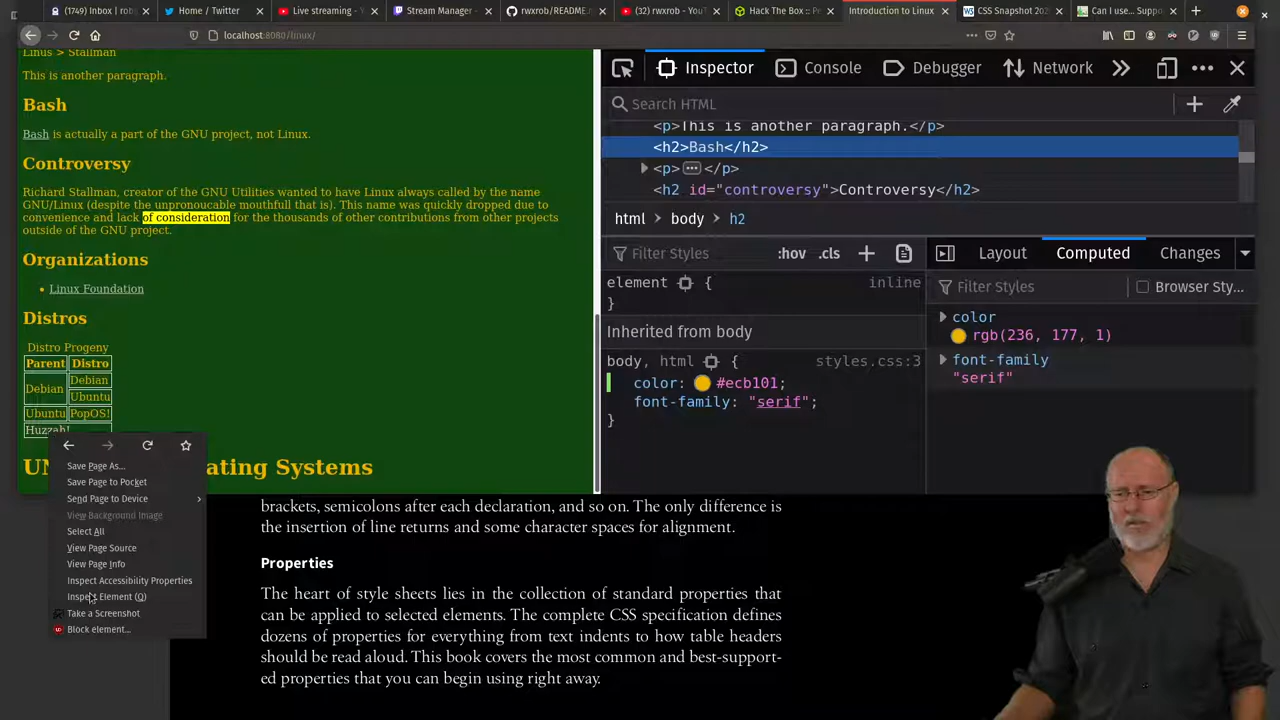 (1749) Inbox | rob
Home / Twitter
Live streaming - Y
Stream Manager -
rwxrob/README.m
(32) rwxrob - YouT
Hack The Box :: Pe
Introduction to Linux
CSS Snapshot 202
Can I use... Suppo
localhost:8080/linux/
Linus > Stallman
This is another paragraph.
Bash
Bash is actually a part of the GNU project, not Linux.
Controversy
Richard Stallman, creator of the GNU Utilities wanted to have Linux always called by the name
GNU/Linux (despite the unpronoucable mouthfull that is). This name was quickly dropped due to
convenience and lack of consideration for the thousands of other contributions from other projects
outside of the GNU project.
Organizations
Linux Foundation
Distros
Distro Progeny
Parent Distro
Debian
Debian
Ubuntu
Ubuntu PopOS!
Huzzah!
ating Systems
Save Page As...
Save Page to Pocket
Send Page to Device
View Background Image
Select All
View Page Source
View Page Info
Inspect Accessibility Properties
Inspect Element (Q)
Take a Screenshot
Block element...
Inspector
Console
Debugger
Network
Search HTML
<p>This is another paragraph.</p>
<h2>Bash</h2>
<p>⋯</p>
<h2 id="controversy">Controversy</h2>
html > body > h2
Filter Styles
:hov .cls
Layout
Computed
Changes
element { inline
}
Inherited from body
body, html { styles.css:3
color: #ecb101;
font-family: "serif";
}
Filter Styles
Browser Sty...
color
rgb(236, 177, 1)
font-family
"serif"
brackets, semicolons after each declaration, and so on. The only difference is
the insertion of line returns and some character spaces for alignment.
Properties
The heart of style sheets lies in the collection of standard properties that
can be applied to selected elements. The complete CSS specification defines
dozens of properties for everything from text indents to how table headers
should be read aloud. This book covers the most common and best-support-
ed properties that you can begin using right away.